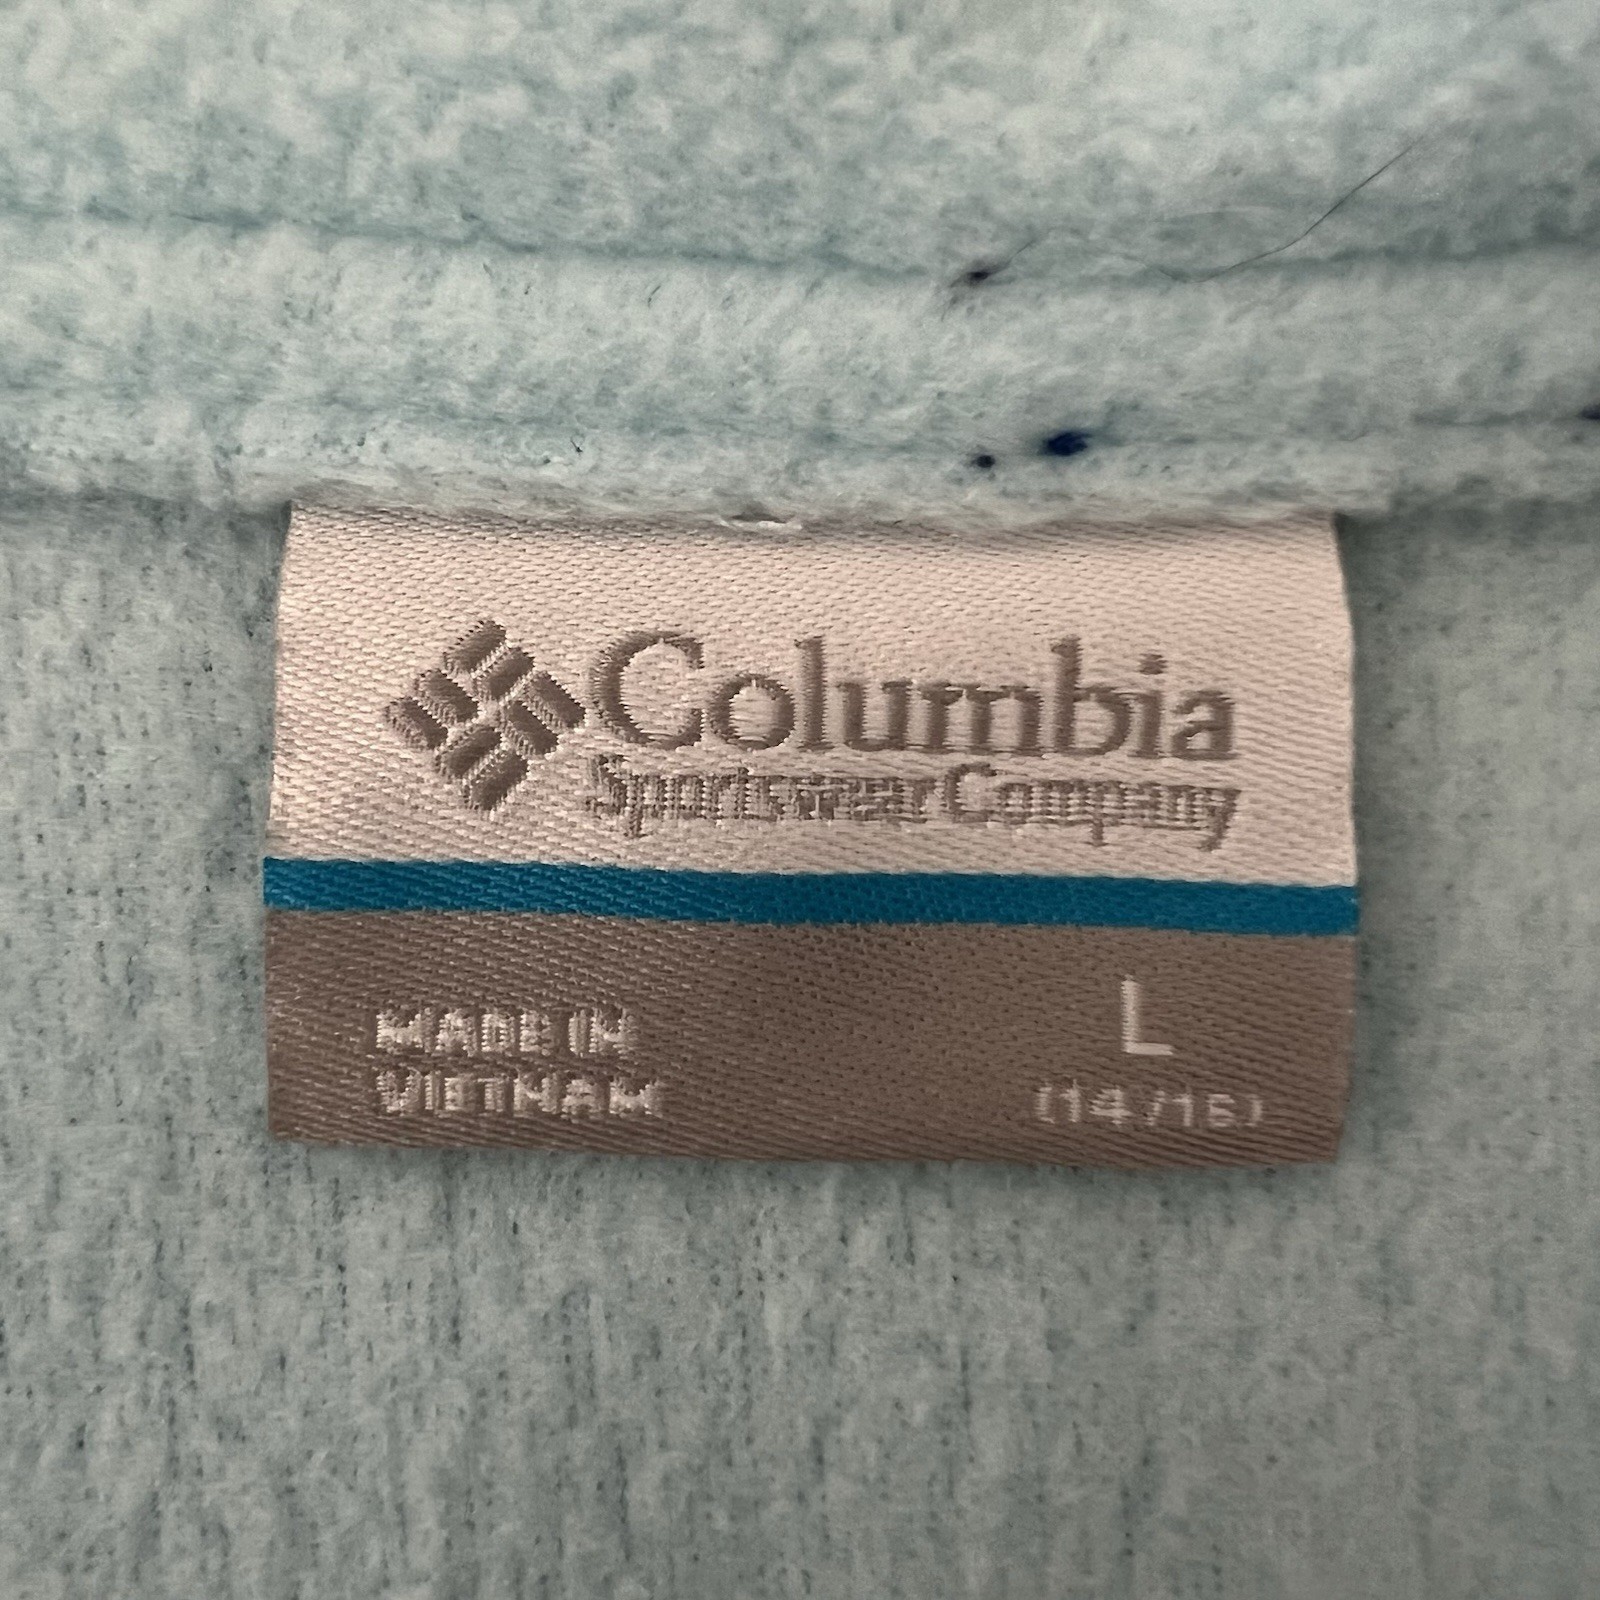 Columbia
Sportswear Company
MADE IN
VIETNAM
L
(14/16)